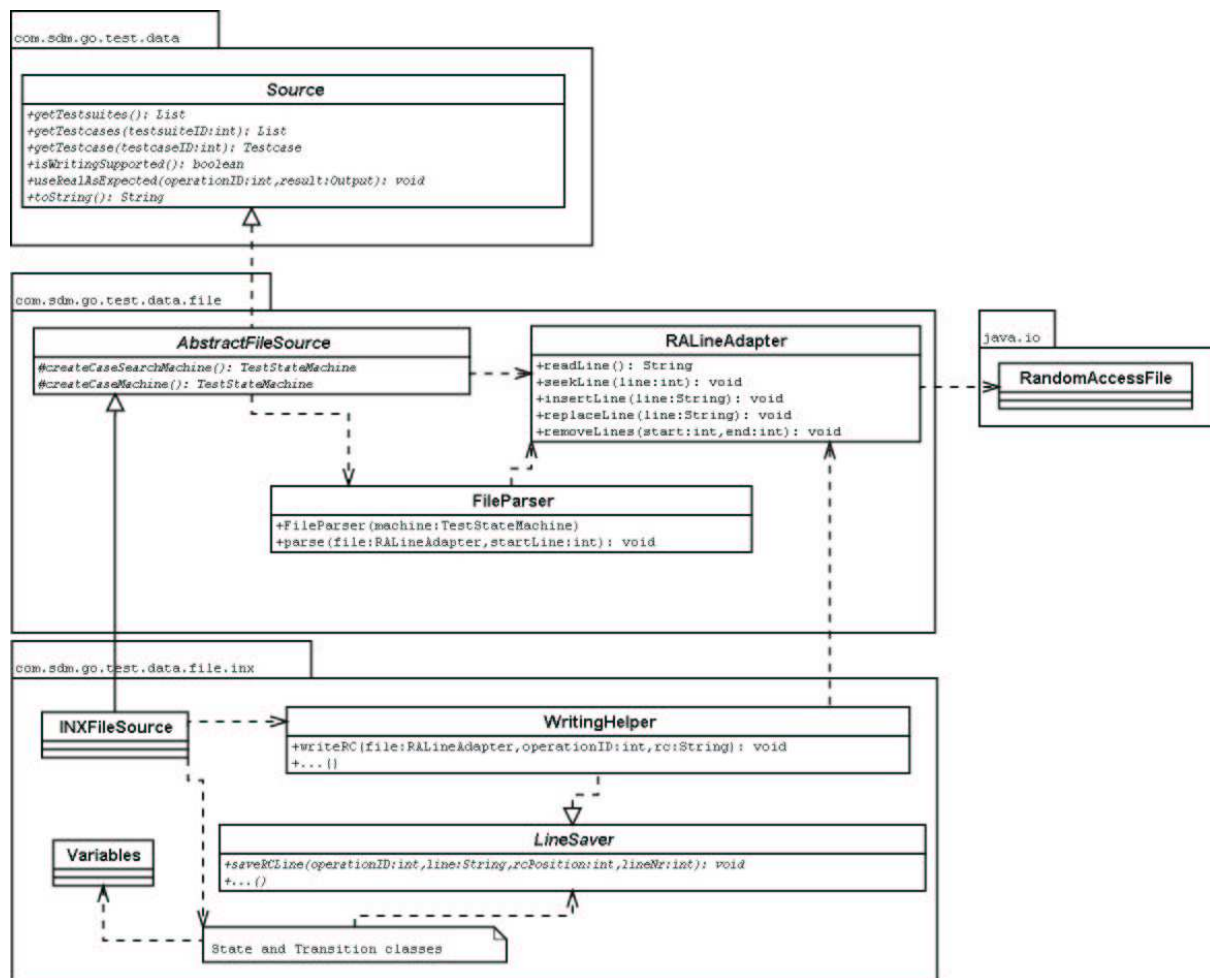 com.sdm.go.test.data
Source
+getTestsuites(): List
+getTestcases(testsuiteID:int): List
+getTestcase(testcaseID:int): Testcase
+isWritingSupported(): boolean
+useRealAsExpected(operationID:int,result:Output): void
+toString(): String
com.sdm.go.test.data.file
AbstractFileSource
#createCaseSearchMachine(): TestStateMachine
#createCaseMachine(): TestStateMachine
RALineAdapter
+readLine(): String
+seekLine(line:int): void
+insertLine(line:String): void
+replaceLine(line:String): void
+removeLines(start:int,end:int): void
java.io
RandomAccessFile
FileParser
+FileParser(machine:TestStateMachine)
+parse(file:RALineAdapter,startLine:int): void
com.sdm.go.test.data.file.inx
INXFileSource
WritingHelper
+writeRC(file:RALineAdapter,operationID:int,rc:String): void
+...()
LineSaver
+saveRCLine(operationID:int,line:String,rcPosition:int,lineNr:int): void
+...()
Variables
State and Transition classes